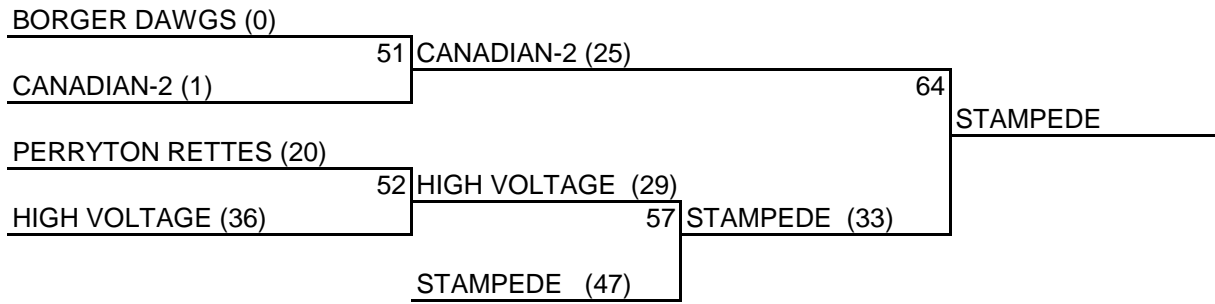 BORGER DAWGS (0)
51 CANADIAN-2 (25)
CANADIAN-2 (1)
64
STAMPEDE
PERRYTON RETTES (20)
52 HIGH VOLTAGE (29)
HIGH VOLTAGE (36)
57 STAMPEDE (33)
STAMPEDE (47)